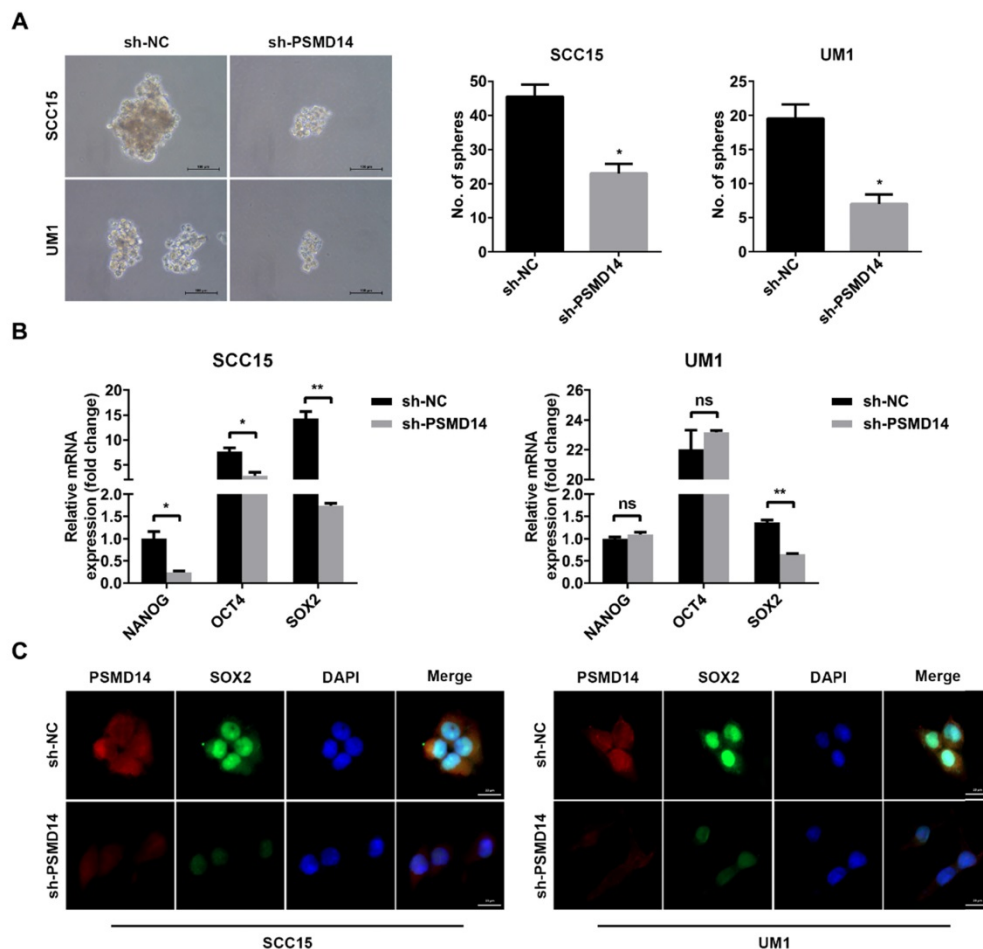 A
sh-NC
sh-PSMD14
SCC15
UM1
SCC15
No. of spheres
50
40
30
20
10
0
*
sh-NC
sh-PSMD14
UM1
No. of spheres
25
20
15
10
5
0
*
sh-NC
sh-PSMD14
B
SCC15
Relative mRNA
expression (fold change)
20
15
10
5
2.0
1.5
1.0
0.5
0.0
*
*
**
NANOG
OCT4
SOX2
sh-NC
sh-PSMD14
UM1
Relative mRNA
expression (fold change)
26
24
22
2.0
1.5
1.0
0.5
0.0
ns
ns
**
NANOG
OCT4
SOX2
sh-NC
sh-PSMD14
C
PSMD14 SOX2 DAPI Merge
sh-NC
sh-PSMD14
SCC15
PSMD14 SOX2 DAPI Merge
sh-NC
sh-PSMD14
UM1